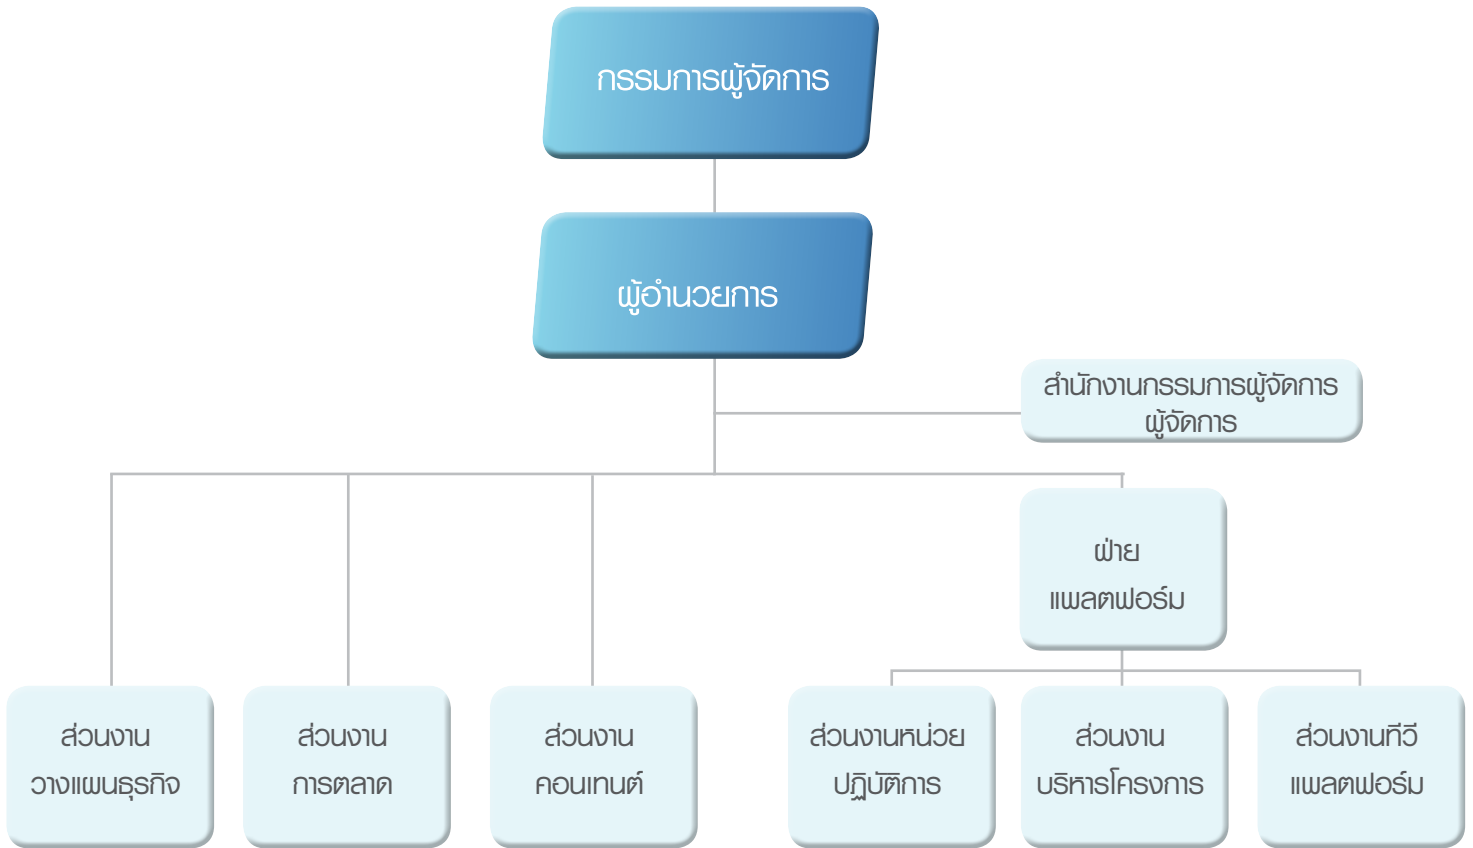 กรรมการผู้จัดการ
ผู้อำนวยการ
สำนักงานกรรมการผู้จัดการ
ผู้จัดการ
ฝ่าย
แพลตฟอร์ม
ส่วนงาน
วางแผนธุรกิจ
ส่วนงาน
การตลาด
ส่วนงาน
คอนเทนต์
ส่วนงานหน่วย
ปฏิบัติการ
ส่วนงาน
บริหารโครงการ
ส่วนงานทีวี
แพลตฟอร์ม